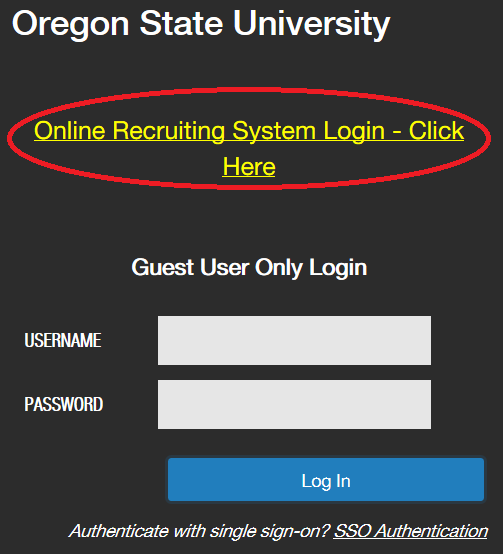 Oregon State University
Online Recruiting System Login - Click
Here
Guest User Only Login
USERNAME
PASSWORD
Log In
Authenticate with single sign-on? SSO Authentication